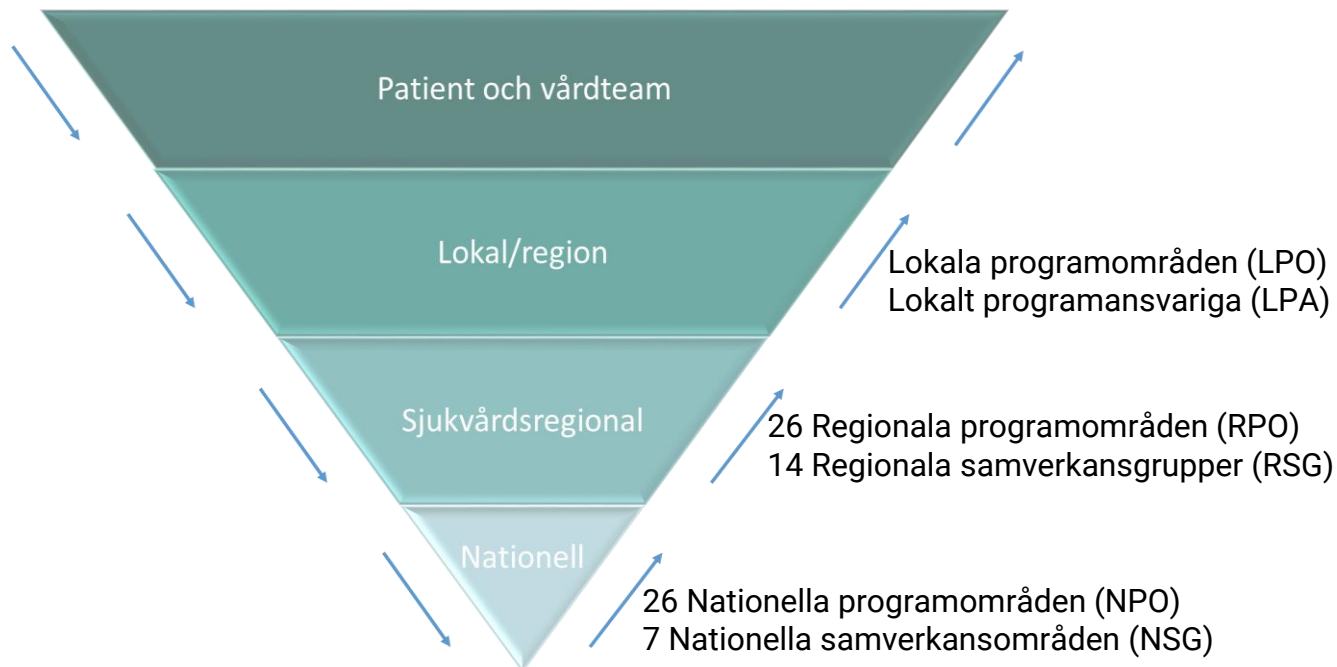 Patient och vårdteam
Lokal/region
Lokala programområden (LPO)
Lokalt programansvariga (LPA)
Sjukvårdsregional
26 Regionala programområden (RPO)
14 Regionala samverkansgrupper (RSG)
Nationell
26 Nationella programområden (NPO)
7 Nationella samverkansområden (NSG)